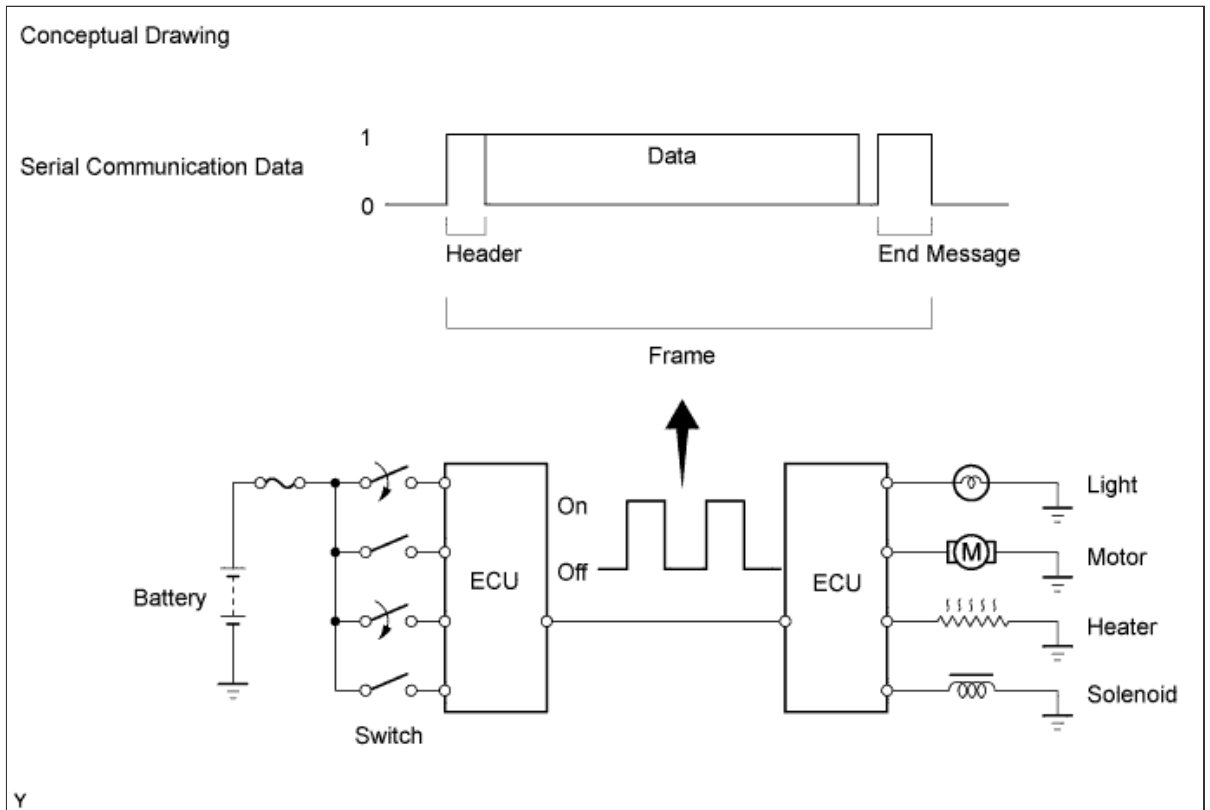 Conceptual Drawing
1
Serial Communication Data
Data
0
Header
End Message
Frame
On
Off
ECU
ECU
Battery
Switch
Light
M
Motor
Heater
Solenoid
Y